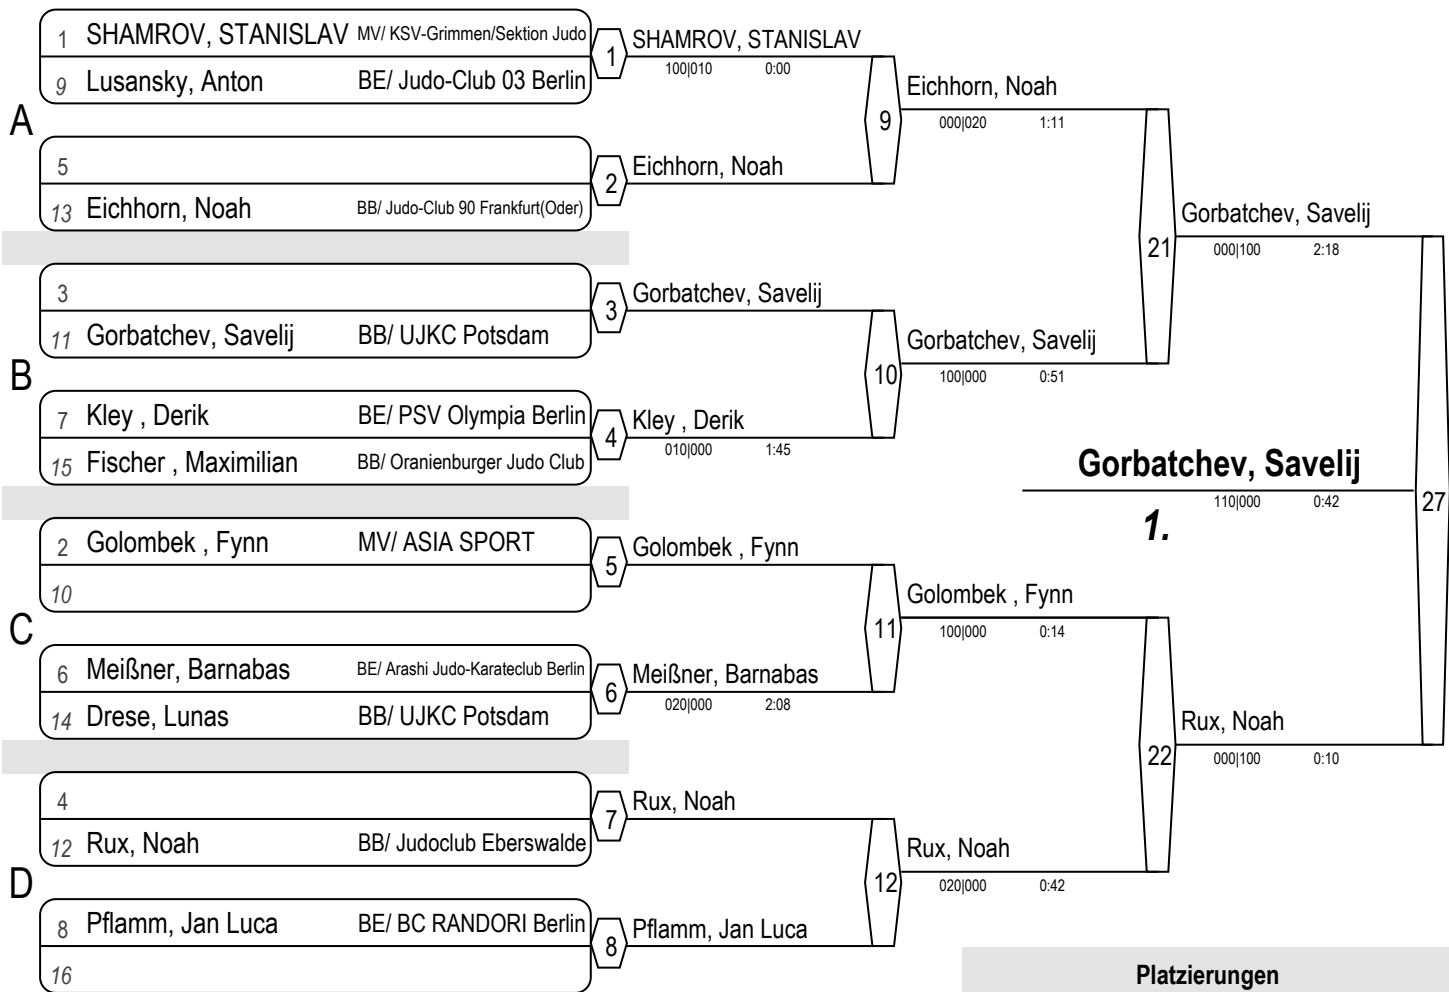 1 SHAMROV, STANISLAV MV/ KSV-Grimmen/Sektion Judo
9 Lusansky, Anton BE/ Judo-Club 03 Berlin
1
SHAMROV, STANISLAV
100|010 0:00
A
5
13 Eichhorn, Noah BB/ Judo-Club 90 Frankfurt(Oder)
2
Eichhorn, Noah
9
Eichhorn, Noah
000|020 1:11
3
11 Gorbatchev, Savelij BB/ UJKC Potsdam
3
Gorbatchev, Savelij
B
7 Kley , Derik BE/ PSV Olympia Berlin
15 Fischer , Maximilian BB/ Oranienburger Judo Club
4
Kley , Derik
010|000 1:45
10
Gorbatchev, Savelij
100|000 0:51
21
Gorbatchev, Savelij
000|100 2:18
2 Golombek , Fynn MV/ ASIA SPORT
10
5
Golombek , Fynn
C
6 Meißner, Barnabas BE/ Arashi Judo-Karateclub Berlin
14 Drese, Lunas BB/ UJKC Potsdam
6
Meißner, Barnabas
020|000 2:08
11
Golombek , Fynn
100|000 0:14
4
12 Rux, Noah BB/ Judoclub Eberswalde
7
Rux, Noah
D
8 Pflamm, Jan Luca BE/ BC RANDORI Berlin
16
8
Pflamm, Jan Luca
12
Rux, Noah
020|000 0:42
22
Rux, Noah
000|100 0:10
27
Gorbatchev, Savelij
110|000 0:42
1.
Platzierungen